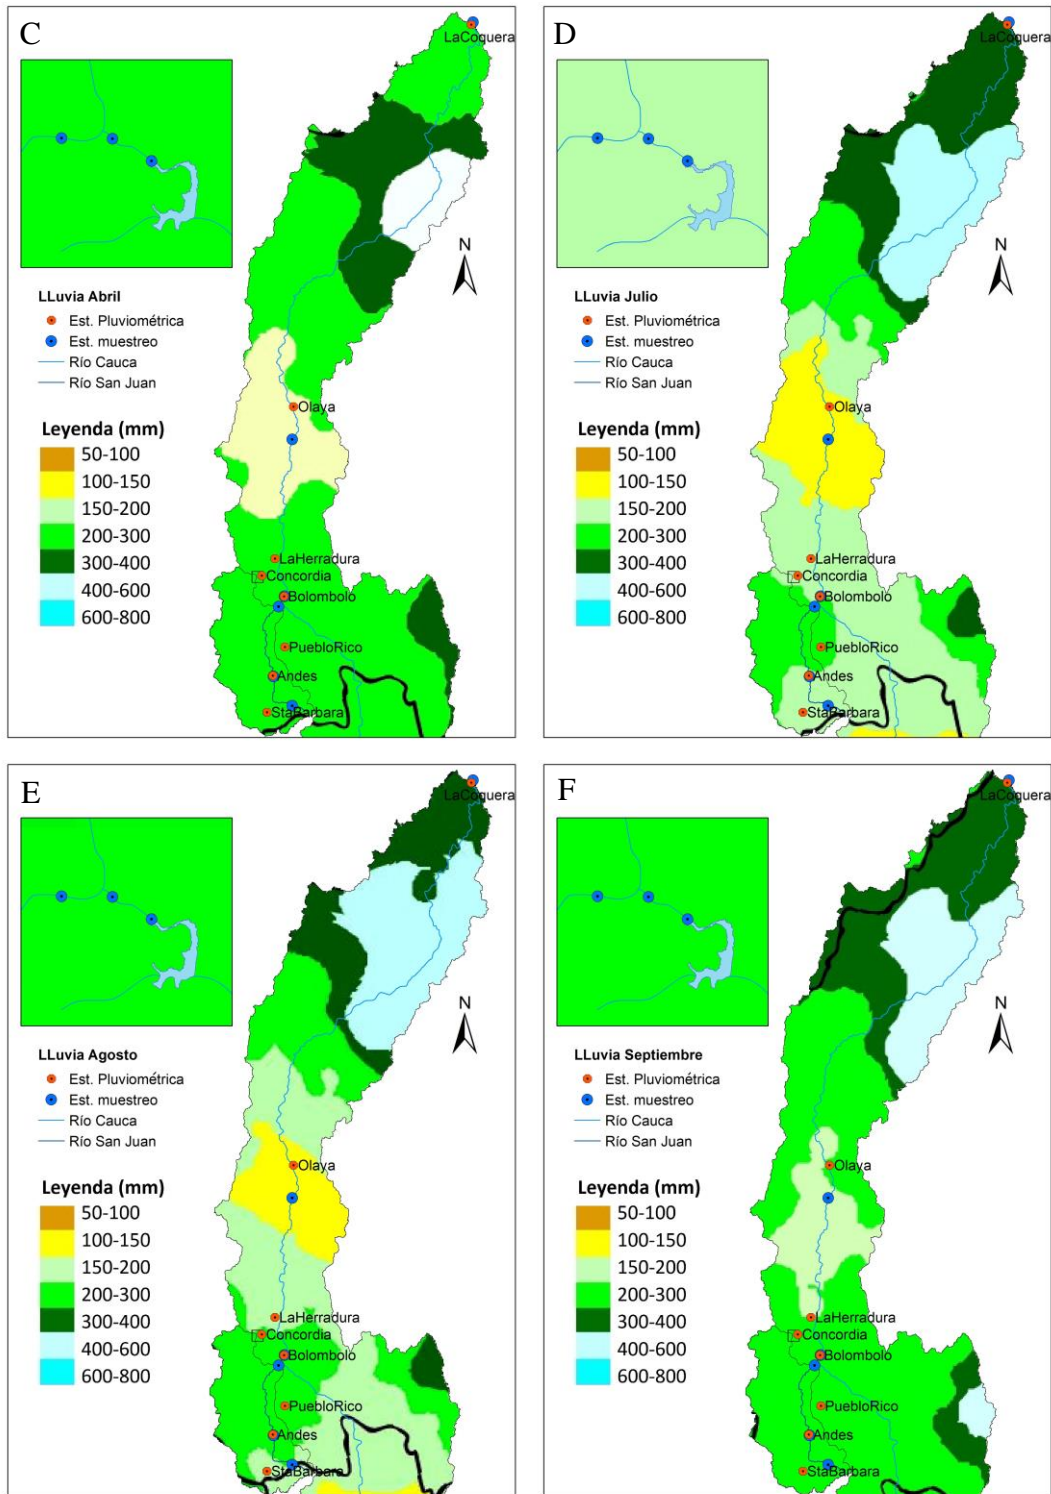 C
LaCoquera
N
LLuvia Abril
Est. Pluviométrica
Est. muestreo
Río Cauca
Río San Juan
Olaya
Leyenda (mm)
50-100
100-150
150-200
200-300
300-400
400-600
600-800
LaHerradura
Concordia
Bolombolo
PuebloRico
Andes
StaBarbara
D
LaCoquera
N
LLuvia Julio
Est. Pluviométrica
Est. muestreo
Río Cauca
Río San Juan
Olaya
Leyenda (mm)
50-100
100-150
150-200
200-300
300-400
400-600
600-800
LaHerradura
Concordia
Bolombolo
PuebloRico
Andes
StaBarbara
E
LaCoquera
N
LLuvia Agosto
Est. Pluviométrica
Est. muestreo
Río Cauca
Río San Juan
Olaya
Leyenda (mm)
50-100
100-150
150-200
200-300
300-400
400-600
600-800
LaHerradura
Concordia
Bolombolo
PuebloRico
Andes
StaBarbara
F
LaCoquera
N
LLuvia Septiembre
Est. Pluviométrica
Est. muestreo
Río Cauca
Río San Juan
Olaya
Leyenda (mm)
50-100
100-150
150-200
200-300
300-400
400-600
600-800
LaHerradura
Concordia
Bolombolo
PuebloRico
Andes
StaBarbara